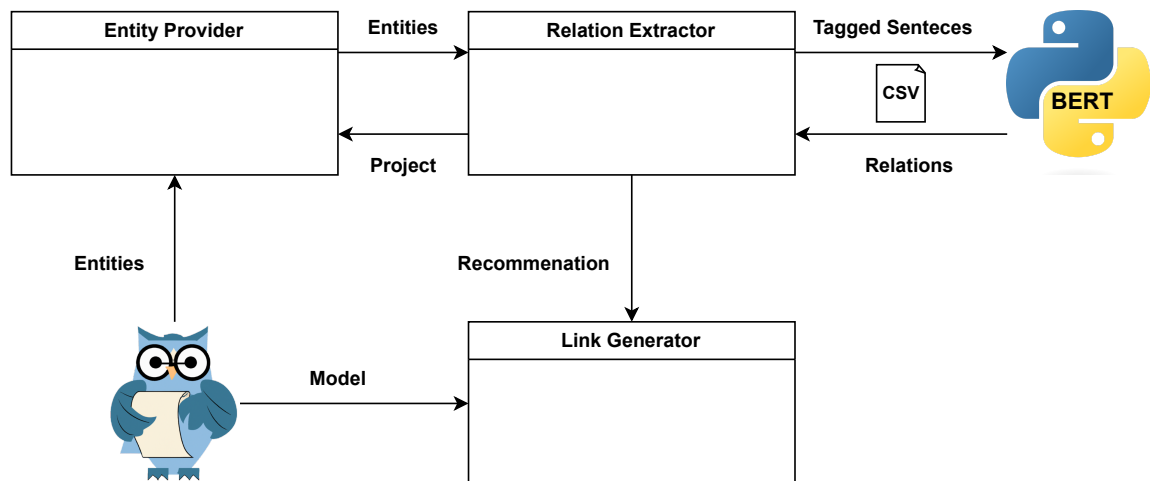 Entity Provider
Entities
Relation Extractor
Tagged Senteces
CSV
BERT
Project
Relations
Entities
Recommenation
Link Generator
Model